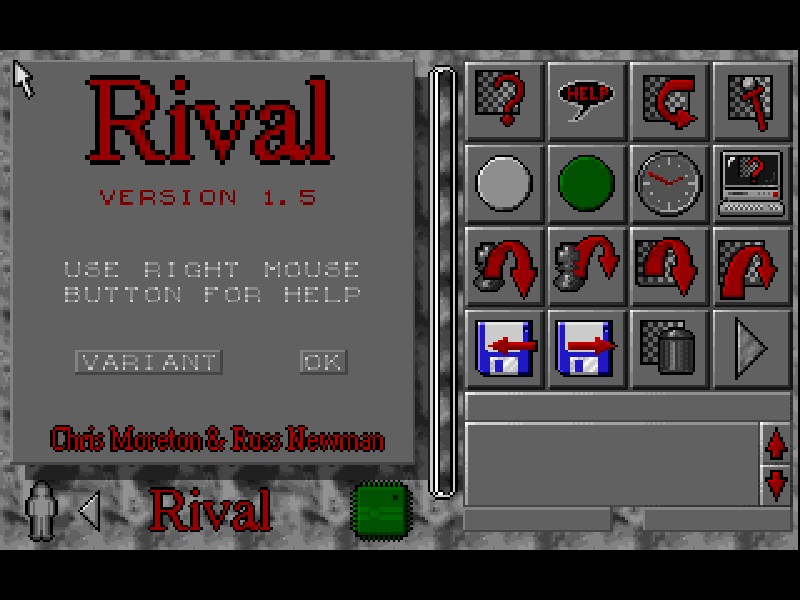 Rival
VERSION 1.5
USE RIGHT MOUSE
BUTTON FOR HELP
VARIANT OK
Chris Moreton & Russ Newman
Rival
?
HELP
?